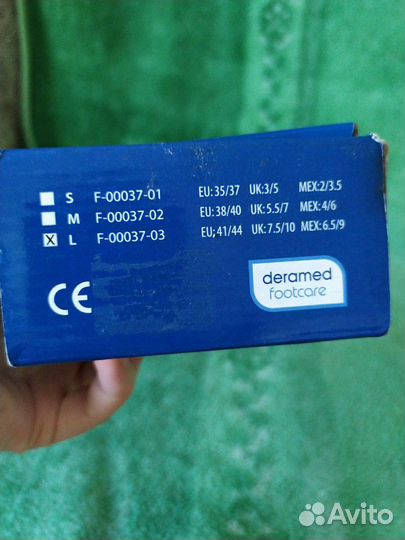 S F-00037-01 EU: 35/37 UK:3/5 MEX:2/3.5
M F-00037-02 EU: 38/40 UK:5.5/7 MEX:4/6
X L F-00037-03 EU; 41/44 UK:7.5/10 MEX:6.5/9
CE
deramed
footcare
Avito